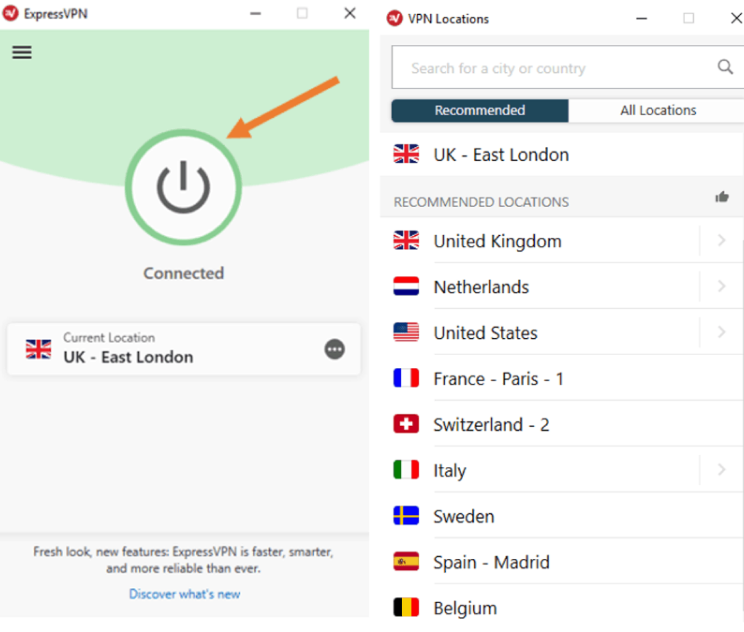 ExpressVPN
Connected
Current Location
UK - East London
Fresh look, new features: ExpressVPN is faster, smarter,
and more reliable than ever.
Discover what's new
VPN Locations
Search for a city or country
Recommended
All Locations
UK - East London
RECOMMENDED LOCATIONS
United Kingdom
Netherlands
United States
France - Paris - 1
Switzerland - 2
Italy
Sweden
Spain - Madrid
Belgium